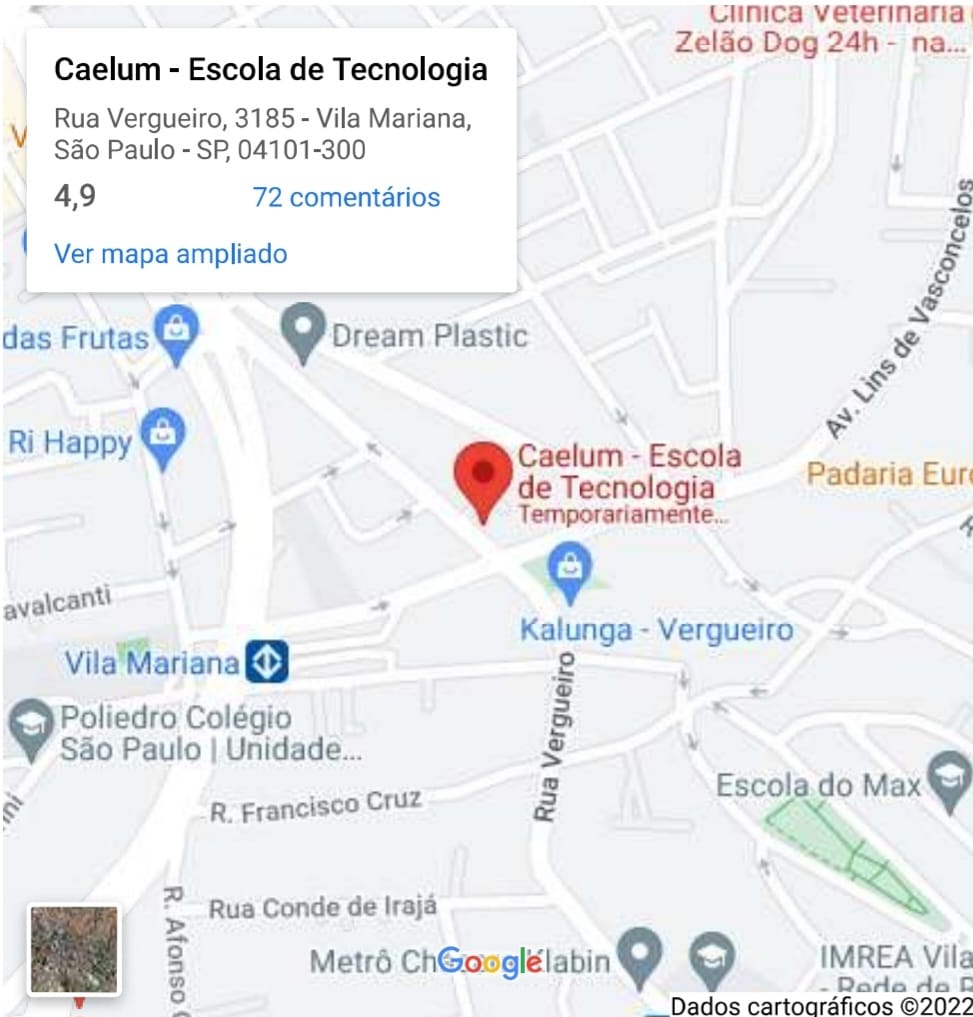 Clínica Veterinária
Zelão Dog 24h - na...
Caelum - Escola de Tecnologia
Rua Vergueiro, 3185 - Vila Mariana,
São Paulo - SP, 04101-300
4,9
72 comentários
Ver mapa ampliado
Av. Lins de Vasconcelos
das Frutas
Dream Plastic
Ri Happy
Caelum - Escola
de Tecnologia
Temporariamente...
Padaria Euro
avalcanti
Kalunga - Vergueiro
Vila Mariana
Rua Vergueiro
Poliedro Colégio
São Paulo | Unidade...
Escola do Max
R. Francisco Cruz
R. Afonso
Rua Conde de Irajá
Metrô Ch Klabin
Google
IMREA Vila
- Rede de R
Dados cartográficos ©2022